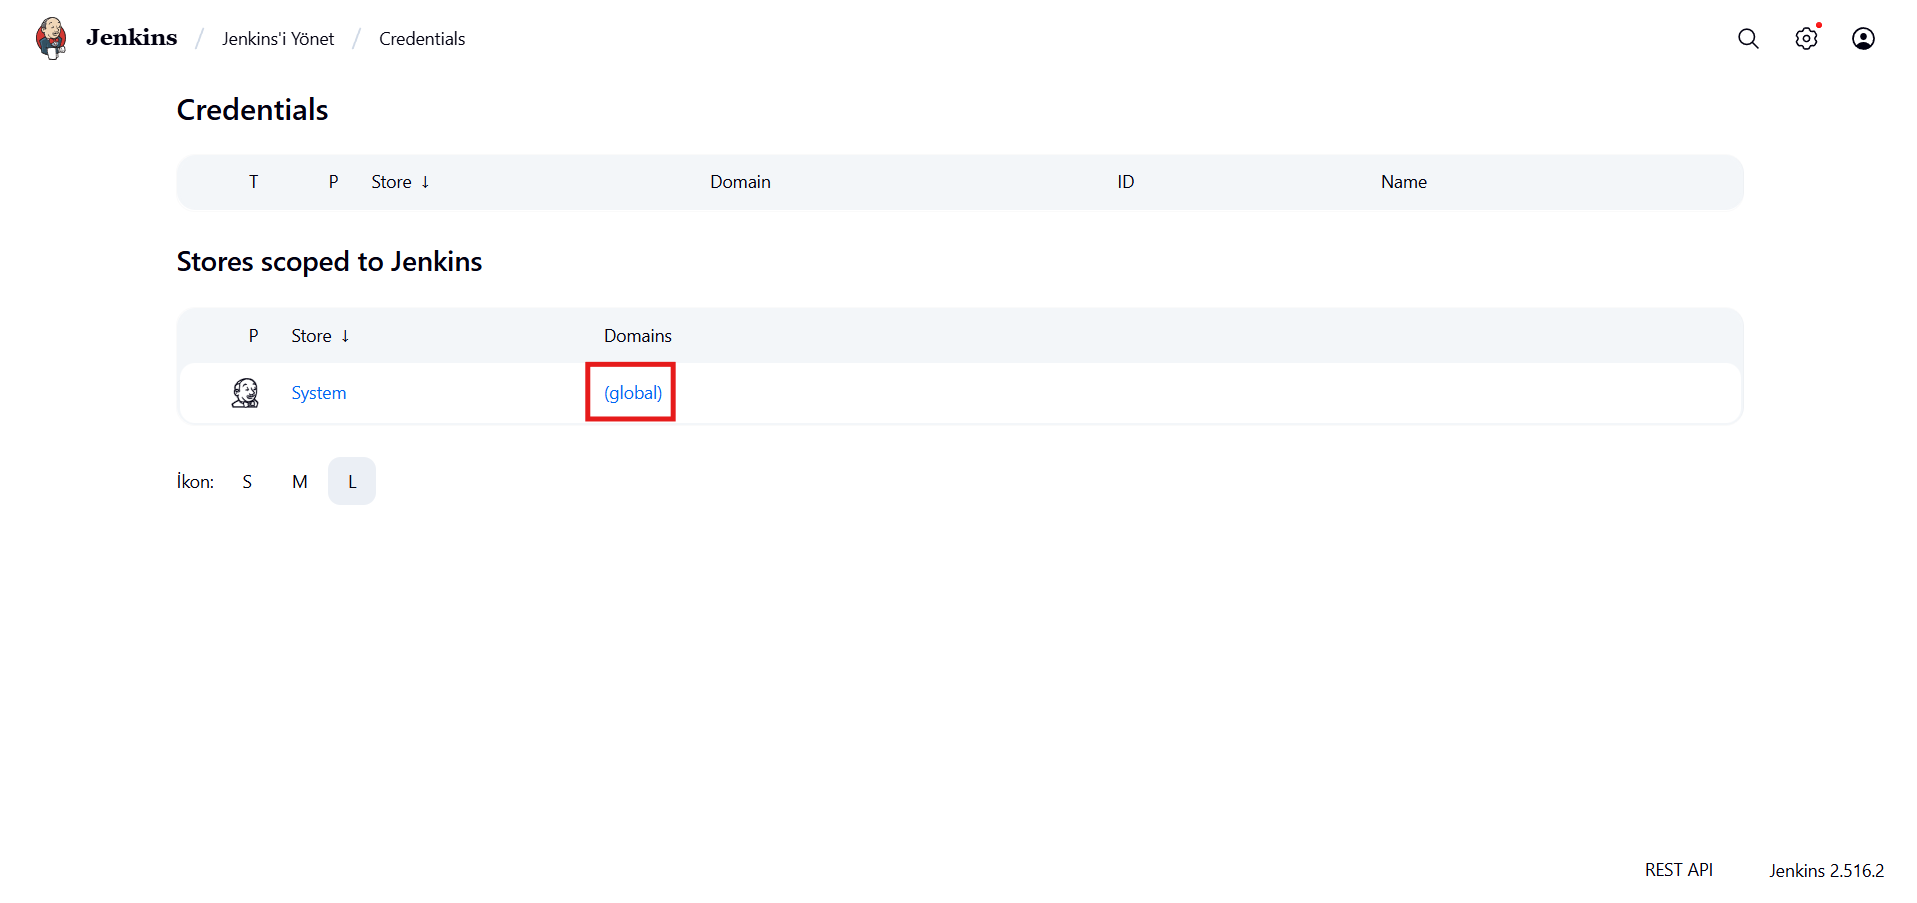 Jenkins / Jenkins'i Yönet / Credentials
Credentials
T P Store ↓ Domain ID Name
Stores scoped to Jenkins
P Store ↓ Domains
System (global)
İkon: S M L
REST API Jenkins 2.516.2